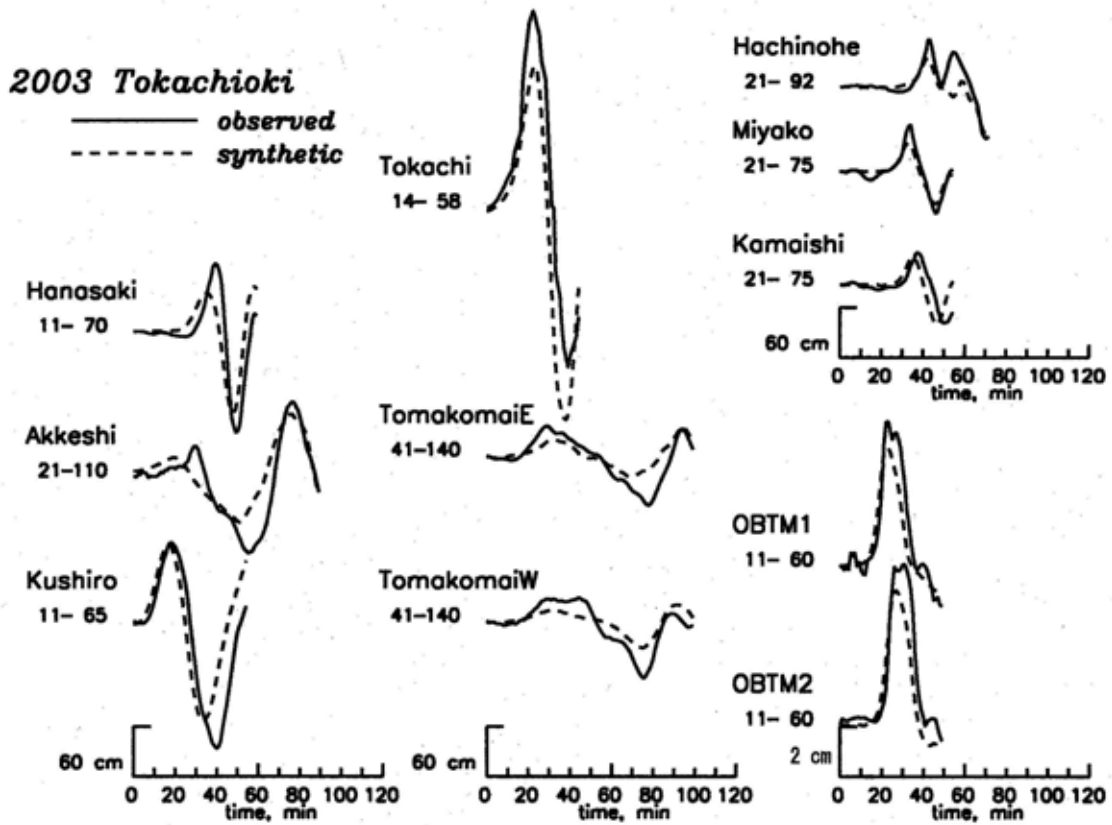 2003 Tokachioki
observed
synthetic
Hanasaki
11- 70
Akkeshi
21-110
Kushiro
11- 65
60 cm
0 20 40 60 80 100 120
time, min
Tokachi
14- 58
TomakomaiE
41-140
TomakomaiW
41-140
60 cm
0 20 40 60 80 100 120
time, min
Hachinohe
21- 92
Miyako
21- 75
Kamaishi
21- 75
60 cm
0 20 40 60 80 100 120
time, min
OBTM1
11- 60
OBTM2
11- 60
2 cm
0 20 40 60 80 100 120
time, min